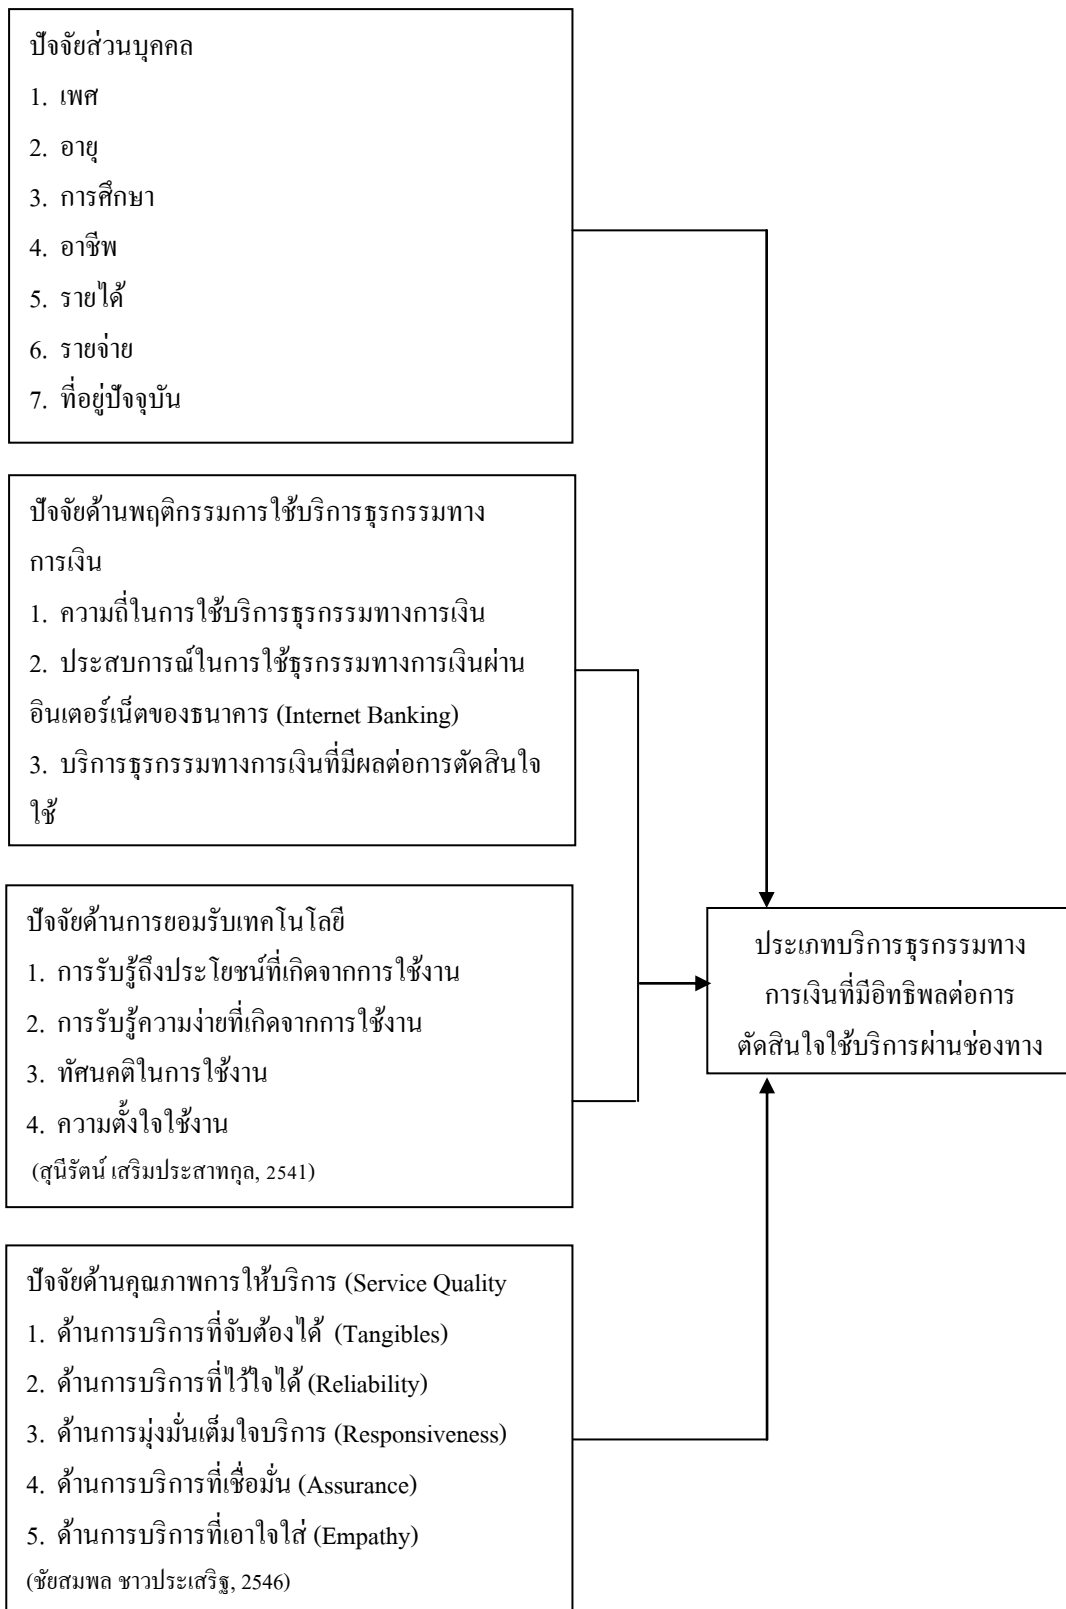 ปัจจัยส่วนบุคคล
1. เพศ
2. อายุ
3. การศึกษา
4. อาชีพ
5. รายได้
6. รายจ่าย
7. ที่อยู่ปัจจุบัน
ปัจจัยด้านพฤติกรรมการใช้บริการธุรกรรมทาง
การเงิน
1. ความถี่ในการใช้บริการธุรกรรมทางการเงิน
2. ประสบการณ์ในการใช้ธุรกรรมทางการเงินผ่าน
อินเตอร์เน็ตของธนาคาร (Internet Banking)
3. บริการธุรกรรมทางการเงินที่มีผลต่อการตัดสินใจ
ใช้
ปัจจัยด้านการยอมรับเทคโนโลยี
1. การรับรู้ถึงประโยชน์ที่เกิดจากการใช้งาน
2. การรับรู้ความง่ายที่เกิดจากการใช้งาน
3. ทัศนคติในการใช้งาน
4. ความตั้งใจใช้งาน
(สุนีรัตน์ เสริมประสาทกุล, 2541)
ประเภทบริการธุรกรรมทาง
การเงินที่มีอิทธิพลต่อการ
ตัดสินใจใช้บริการผ่านช่องทาง
ปัจจัยด้านคุณภาพการให้บริการ (Service Quality
1. ด้านการบริการที่จับต้องได้ (Tangibles)
2. ด้านการบริการที่ไว้ใจได้ (Reliability)
3. ด้านการมุ่งมั่นเต็มใจบริการ (Responsiveness)
4. ด้านการบริการที่เชื่อมั่น (Assurance)
5. ด้านการบริการที่เอาใจใส่ (Empathy)
(ชัยสมพล ชาวประเสริฐ, 2546)